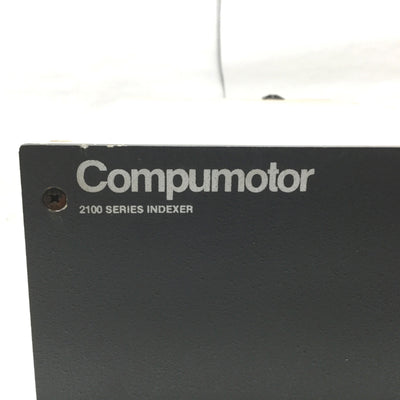 Compumotor
2100 SERIES INDEXER